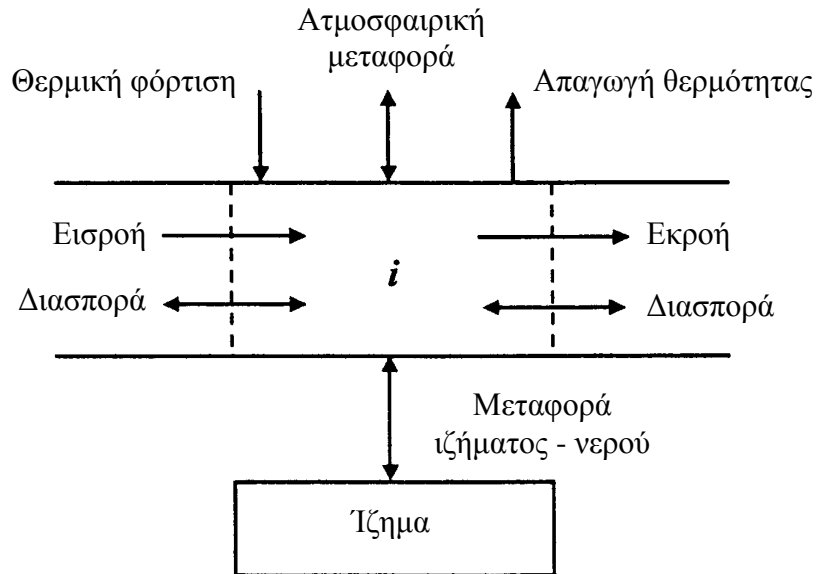 Ατμοσφαιρική
μεταφορά
Θερμική φόρτιση
Απαγωγή θερμότητας
Εισροή
Εκροή
i
Διασπορά
Διασπορά
Μεταφορά
ιζήματος - νερού
Ίζημα